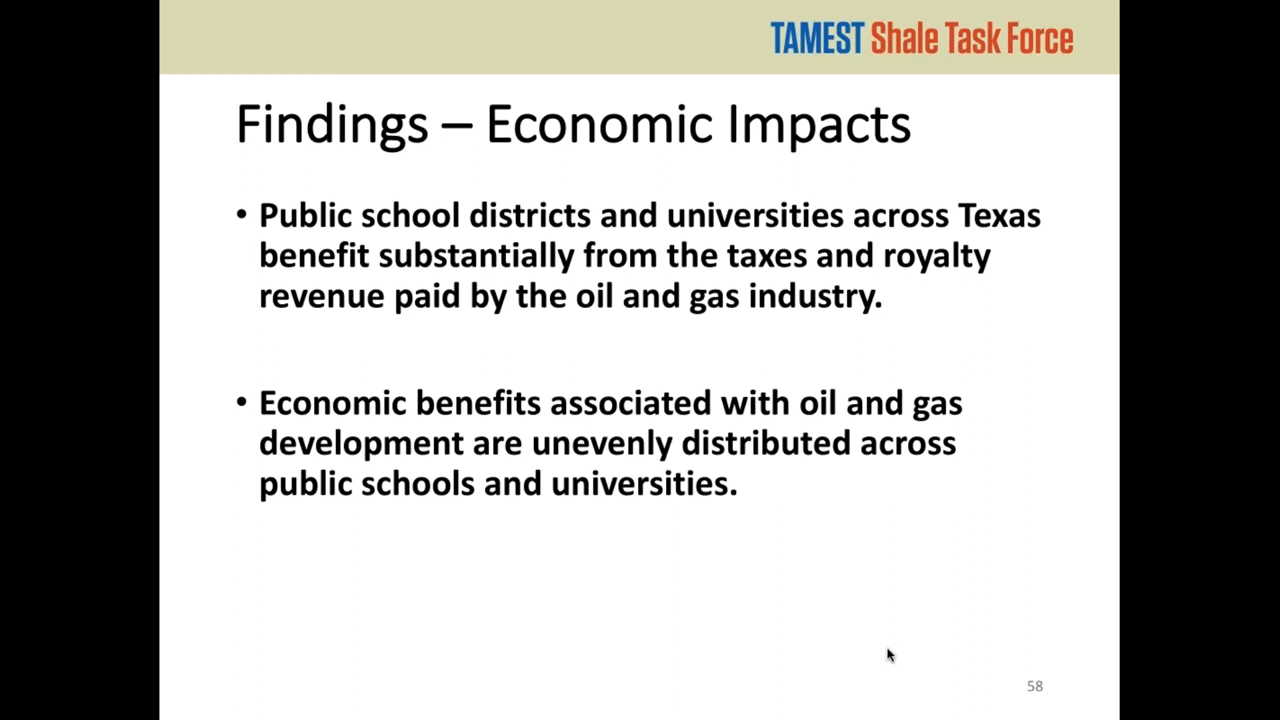 TAMEST Shale Task Force
Findings – Economic Impacts
• Public school districts and universities across Texas
benefit substantially from the taxes and royalty
revenue paid by the oil and gas industry.
• Economic benefits associated with oil and gas
development are unevenly distributed across
public schools and universities.
58